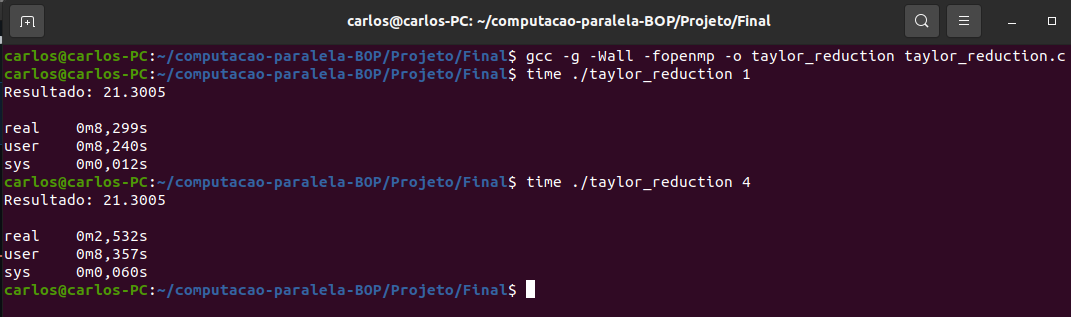 carlos@carlos-PC: ~/computacao-paralela-BOP/Projeto/Final
carlos@carlos-PC:~/computacao-paralela-BOP/Projeto/Final$ gcc -g -Wall -fopenmp -o taylor_reduction taylor_reduction.c
carlos@carlos-PC:~/computacao-paralela-BOP/Projeto/Final$ time ./taylor_reduction 1
Resultado: 21.3005
real    0m8,299s
user    0m8,240s
sys     0m0,012s
carlos@carlos-PC:~/computacao-paralela-BOP/Projeto/Final$ time ./taylor_reduction 4
Resultado: 21.3005
real    0m2,532s
user    0m8,357s
sys     0m0,060s
carlos@carlos-PC:~/computacao-paralela-BOP/Projeto/Final$